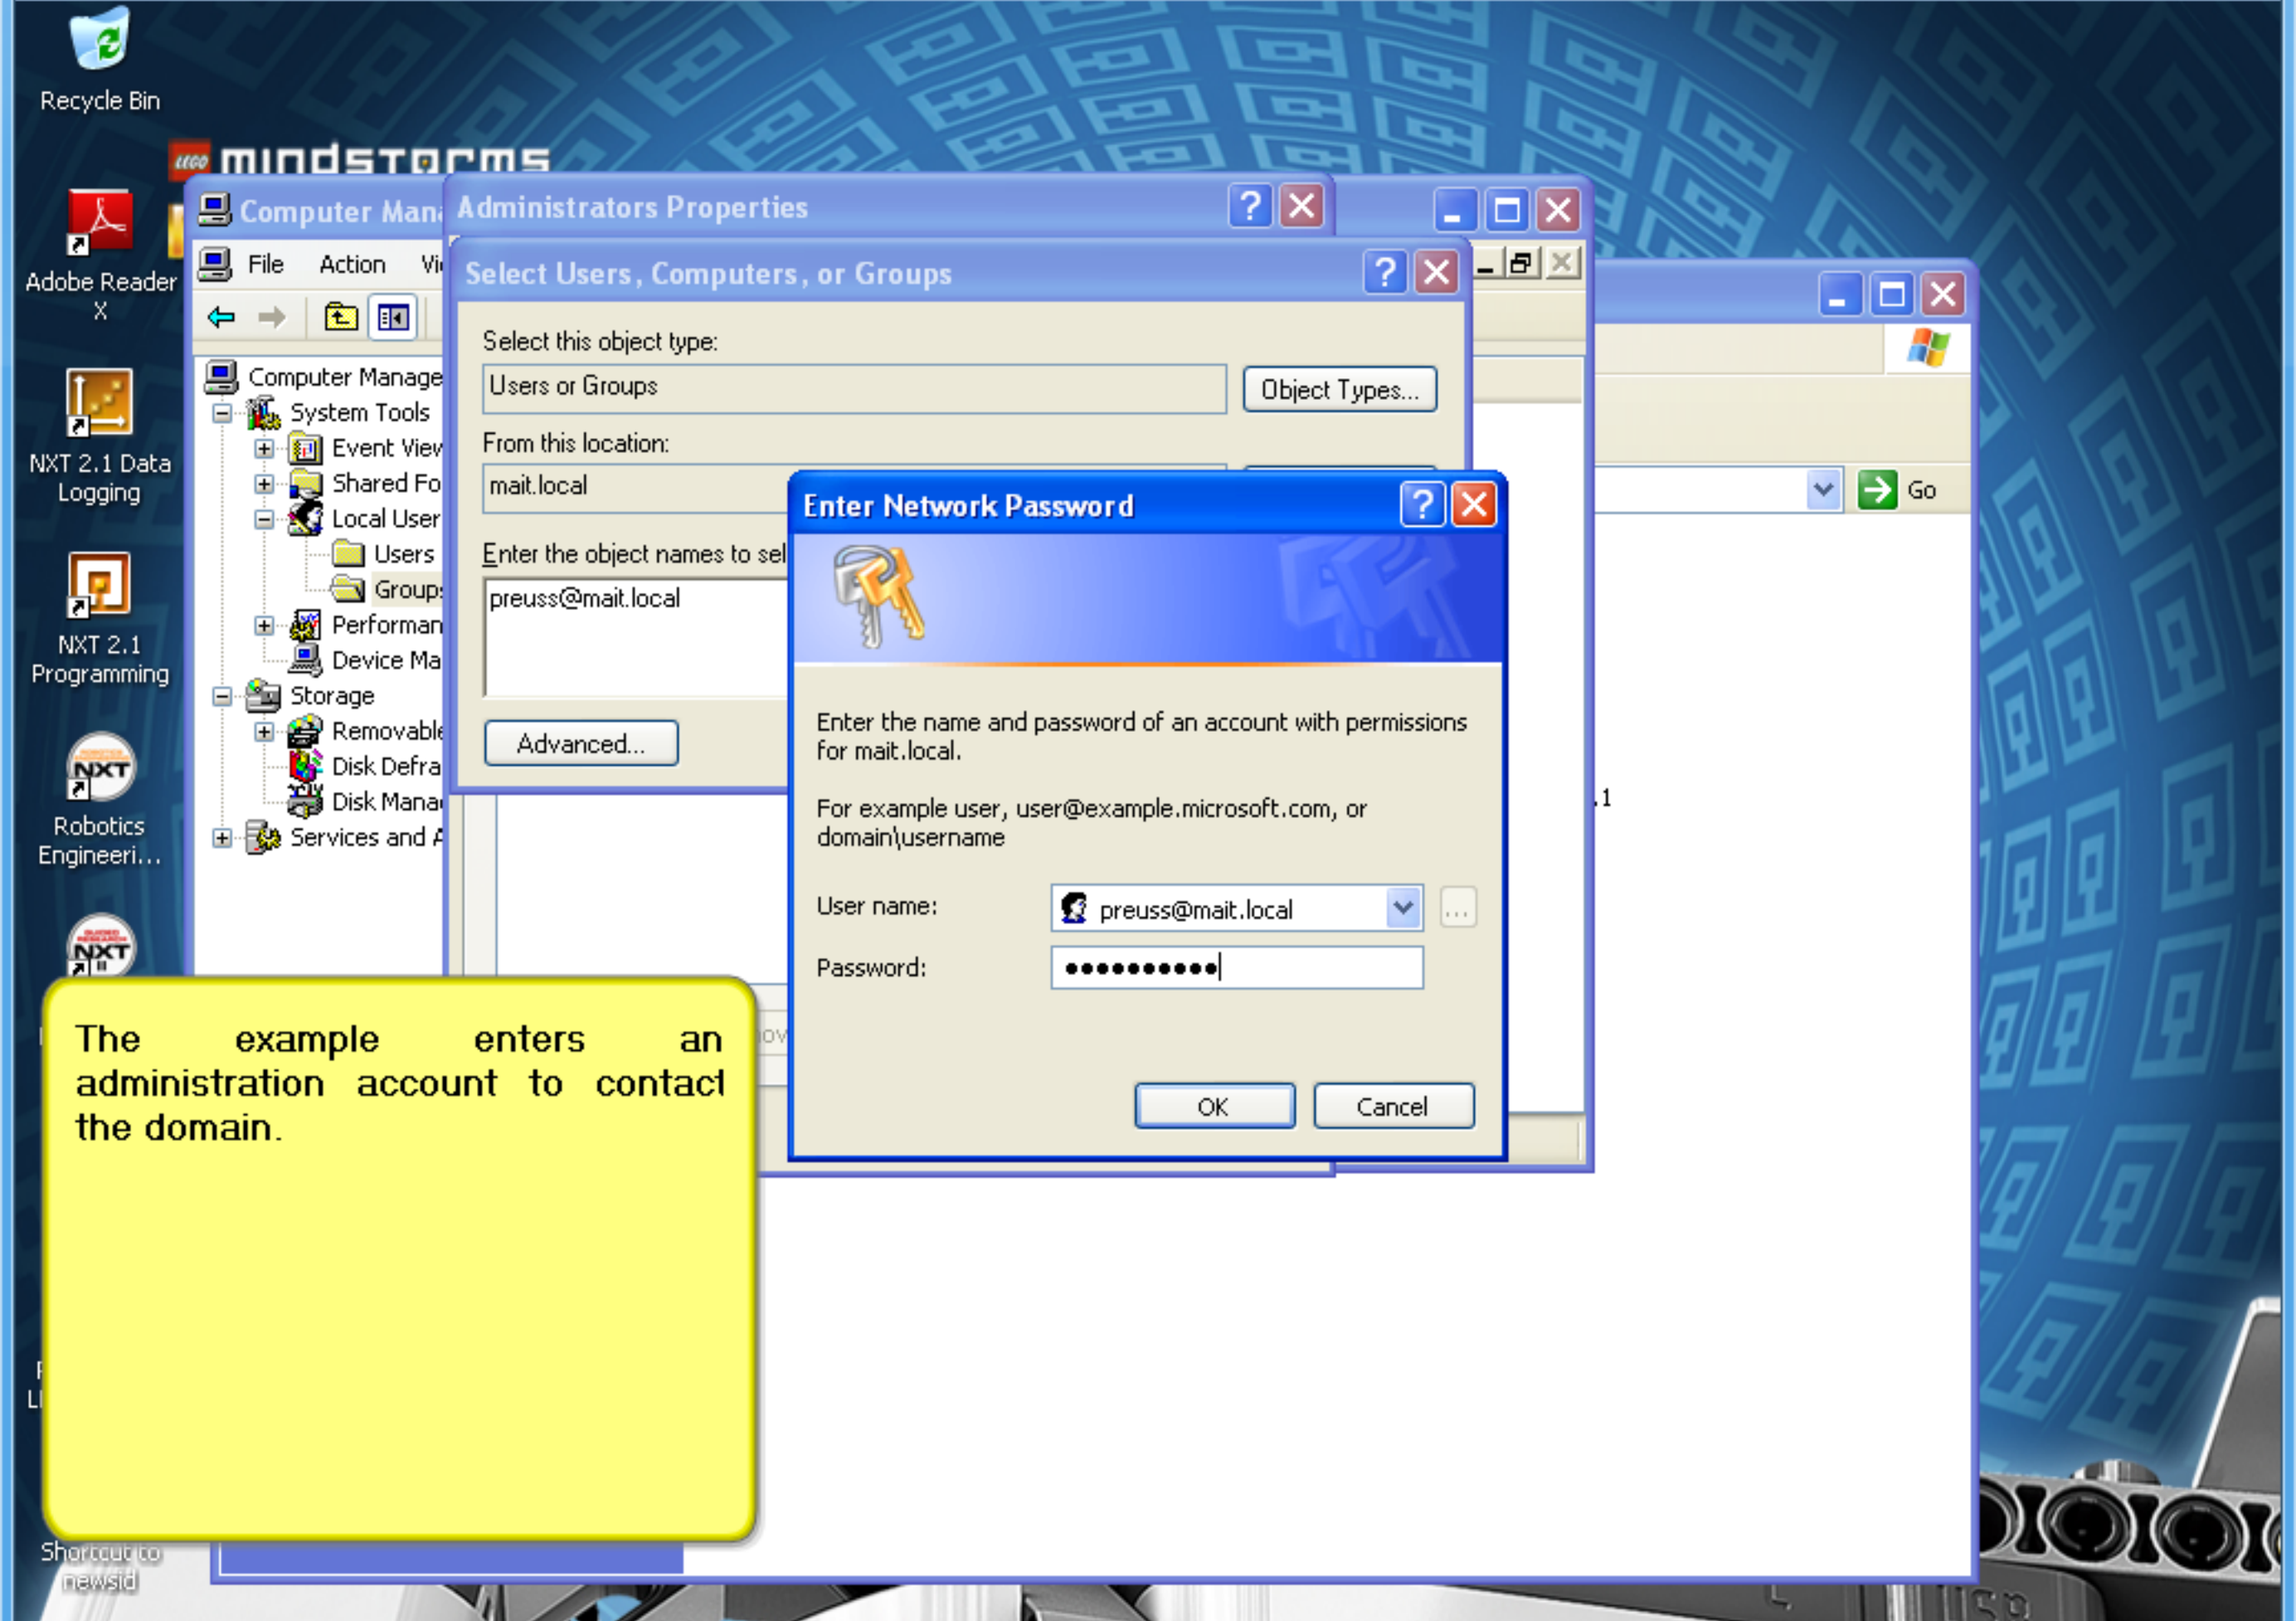 Recycle Bin
LEGO mindstorms
Adobe Reader
X
NXT 2.1 Data
Logging
NXT 2.1
Programming
NXT
Robotics
Engineeri...
NXT
II
Shortcut to
newsid
Computer Mana
File Action Vi
Computer Manage
System Tools
Event View
Shared Fo
Local User
Users
Groups
Performan
Device Ma
Storage
Removable
Disk Defra
Disk Mana
Services and A
Administrators Properties
Select Users, Computers, or Groups
Select this object type:
Users or Groups
Object Types...
From this location:
mait.local
Enter the object names to sel
preuss@mait.local
Advanced...
Go
.1
Enter Network Password
Enter the name and password of an account with permissions
for mait.local.
For example user, user@example.microsoft.com, or
domain\username
User name: preuss@mait.local
...
Password: ●●●●●●●●●●
OK Cancel
The example enters an
administration account to contact
the domain.